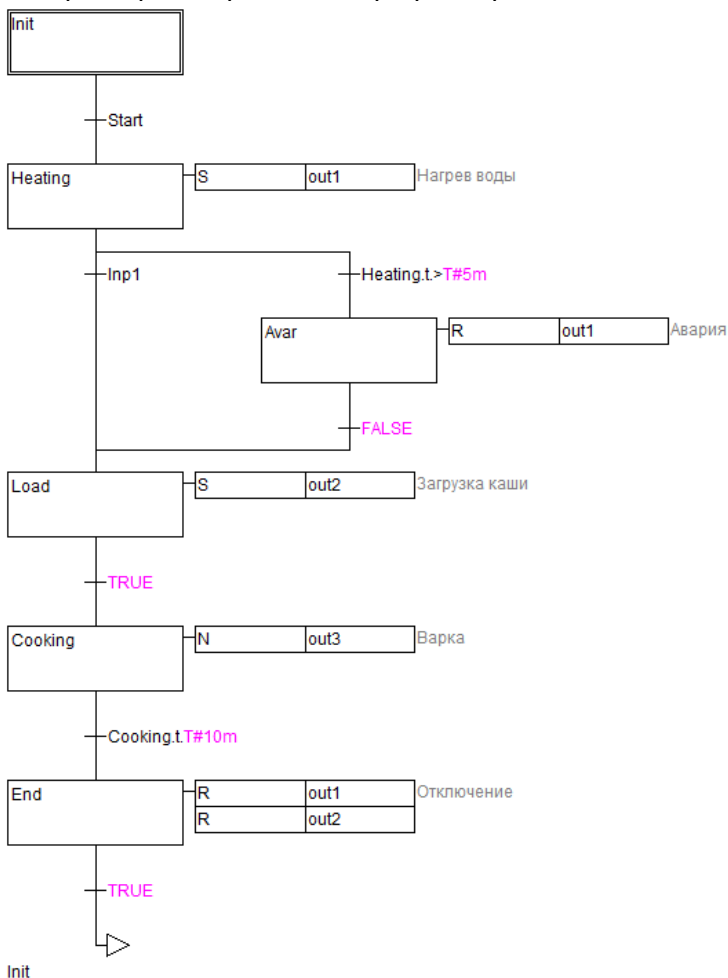 Init
Start
Heating
S out1 Нагрев воды
Inp1 Heating.t.>T#5m
Avar
R out1 Авария
FALSE
Load
S out2 Загрузка каши
TRUE
Cooking
N out3 Варка
Cooking.t.T#10m
End
R out1 Отключение
R out2
TRUE
Init